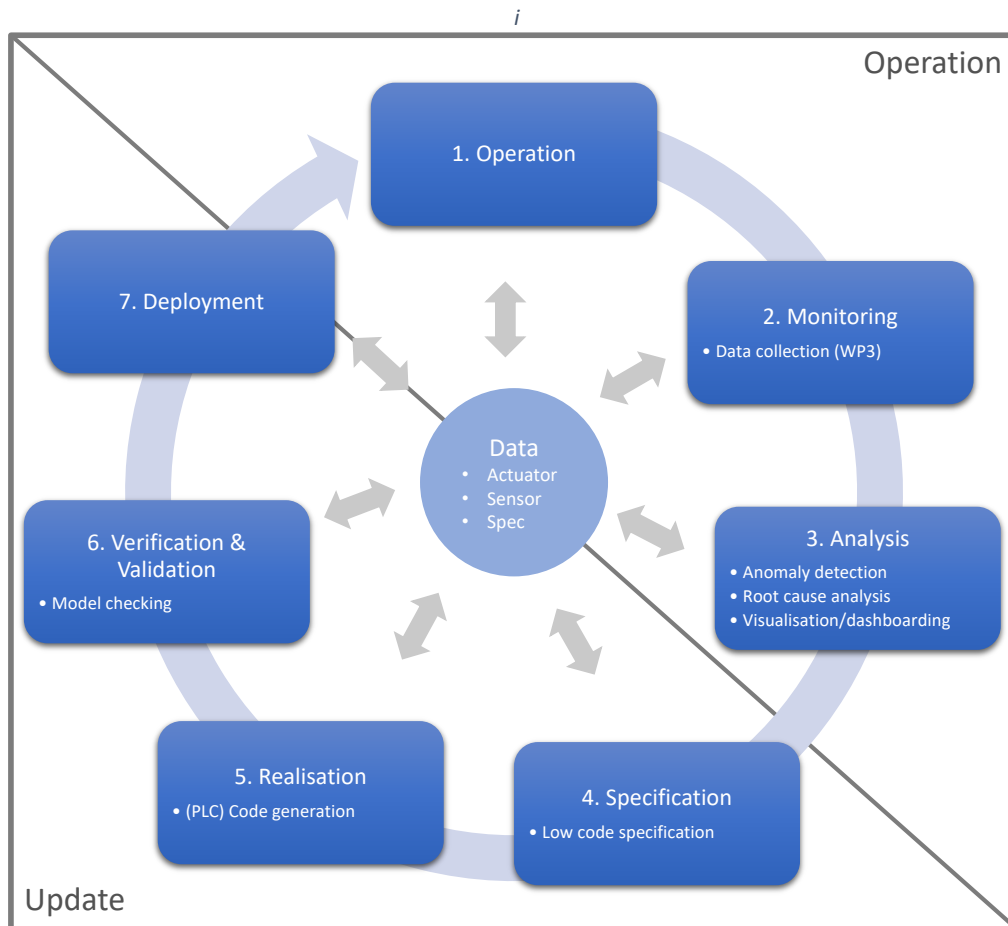 i
Operation
1. Operation
2. Monitoring
• Data collection (WP3)
3. Analysis
• Anomaly detection
• Root cause analysis
• Visualisation/dashboarding
4. Specification
• Low code specification
5. Realisation
• (PLC) Code generation
6. Verification &
Validation
• Model checking
7. Deployment
Data
• Actuator
• Sensor
• Spec
Update